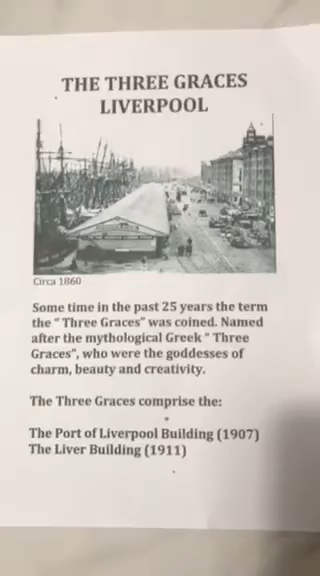 THE THREE GRACES
LIVERPOOL
Circa 1860
Some time in the past 25 years the term
the " Three Graces" was coined. Named
after the mythological Greek " Three
Graces", who were the goddesses of
charm, beauty and creativity.
The Three Graces comprise the:
The Port of Liverpool Building (1907)
The Liver Building (1911)